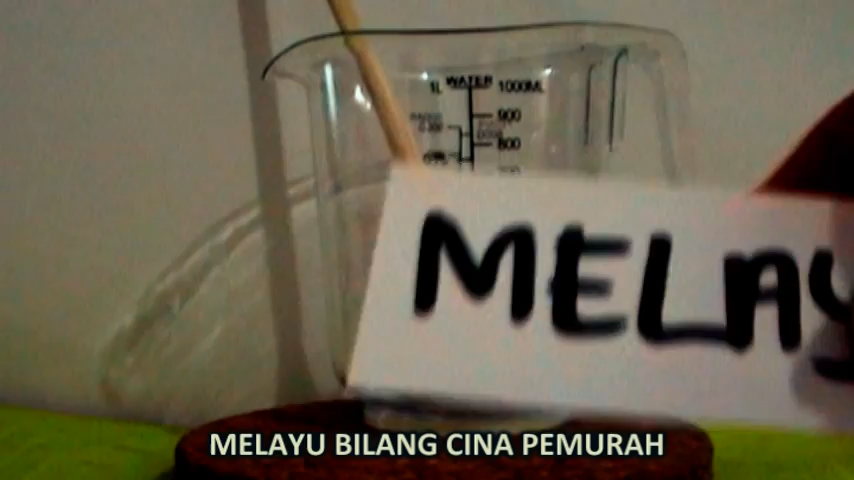 1L WATER 1000ML
900
800
MELAY
MELAYU BILANG CINA PEMURAH